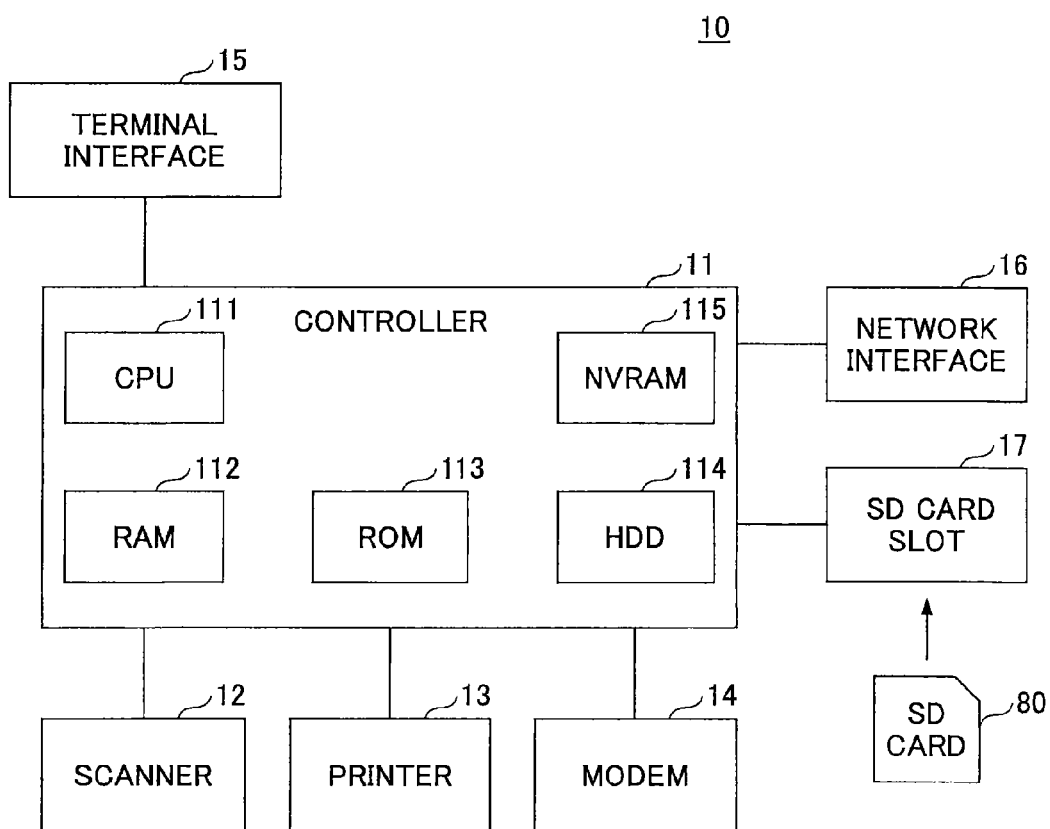 10
15
TERMINAL
INTERFACE
11
CONTROLLER
111
CPU
115
NVRAM
16
NETWORK
INTERFACE
112
RAM
113
ROM
114
HDD
17
SD CARD
SLOT
12
SCANNER
13
PRINTER
14
MODEM
80
SD
CARD